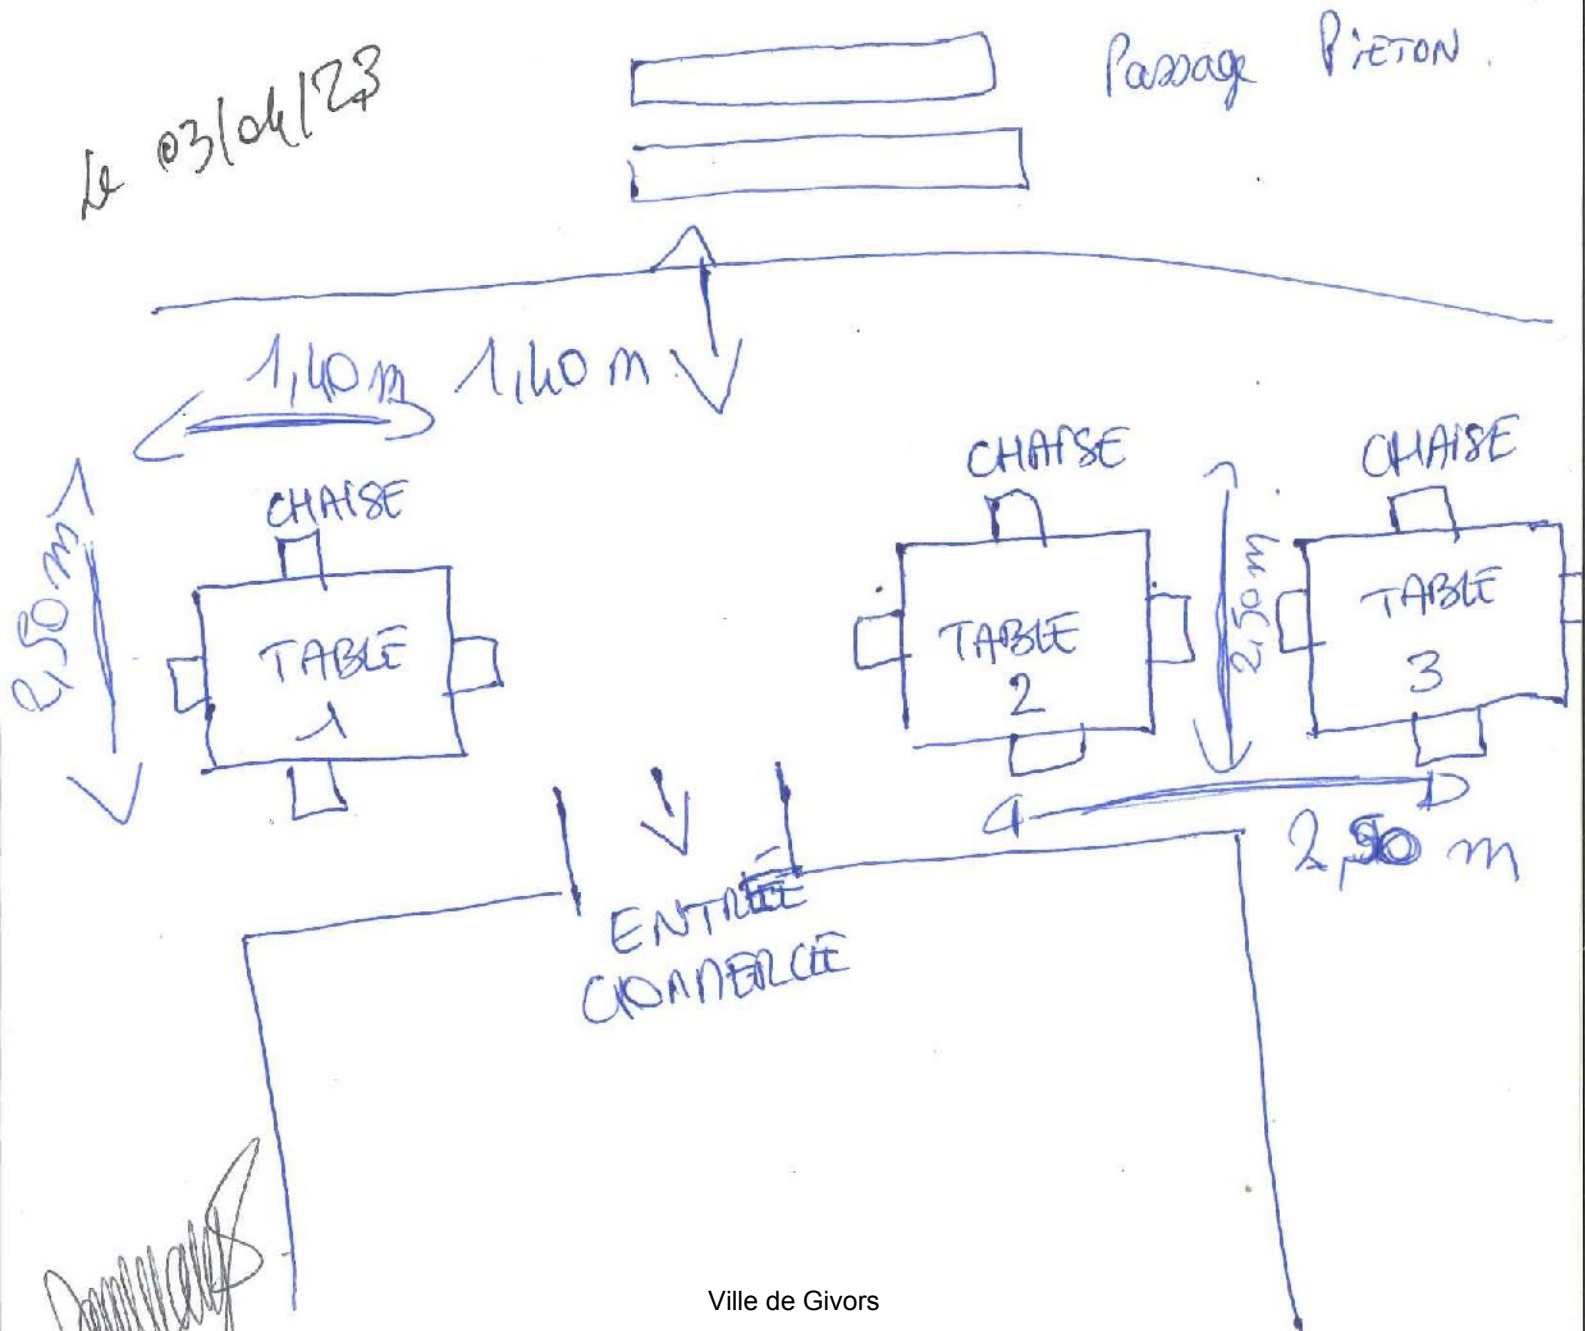 Le 03/04/23
Passage PiETON.
1,40 m
1,40 m
2,50 m
CHAISE
TABLE
1
CHAISE
TABLE
2
2,50 m
CHAISE
TABLE
3
2,50 m
ENTRÉE
COMMERCE
Ville de Givors